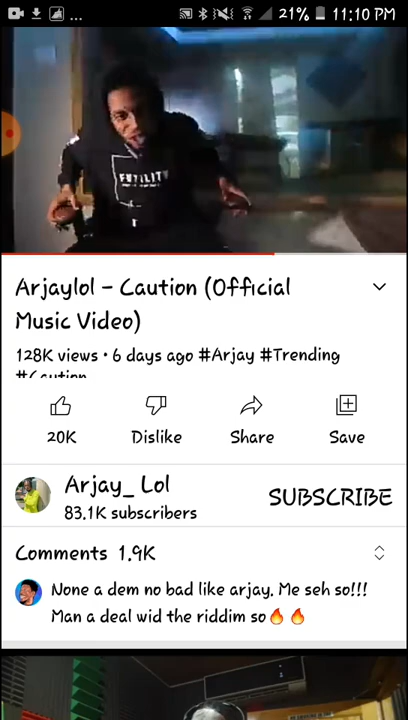 21% 11:10 PM
FUTILITY
Arjaylol - Caution (Official
Music Video)
128K views • 6 days ago #Arjay #Trending
#Caution
20K Dislike Share Save
Arjay_ Lol
83.1K subscribers
SUBSCRIBE
Comments 1.9K
None a dem no bad like arjay. Me seh so!!!
Man a deal wid the riddim so🔥 🔥